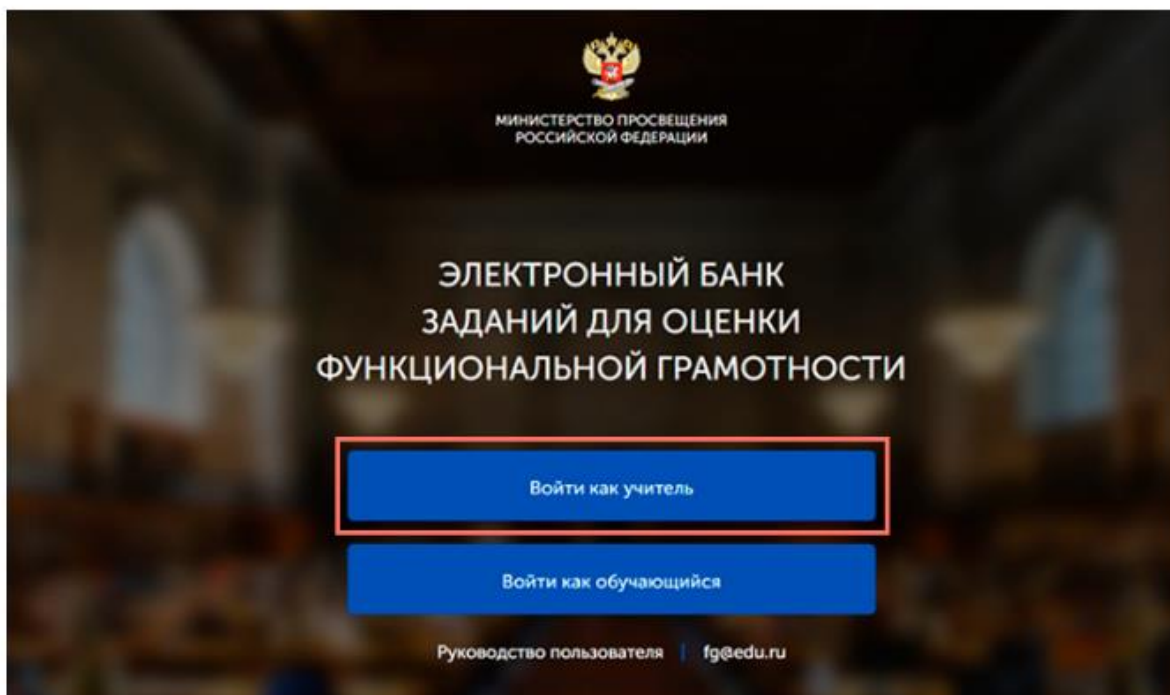 МИНИСТЕРСТВО ПРОСВЕЩЕНИЯ
РОССИЙСКОЙ ФЕДЕРАЦИИ
ЭЛЕКТРОННЫЙ БАНК
ЗАДАНИЙ ДЛЯ ОЦЕНКИ
ФУНКЦИОНАЛЬНОЙ ГРАМОТНОСТИ
Войти как учитель
Войти как обучающийся
Руководство пользователя | fg@edu.ru